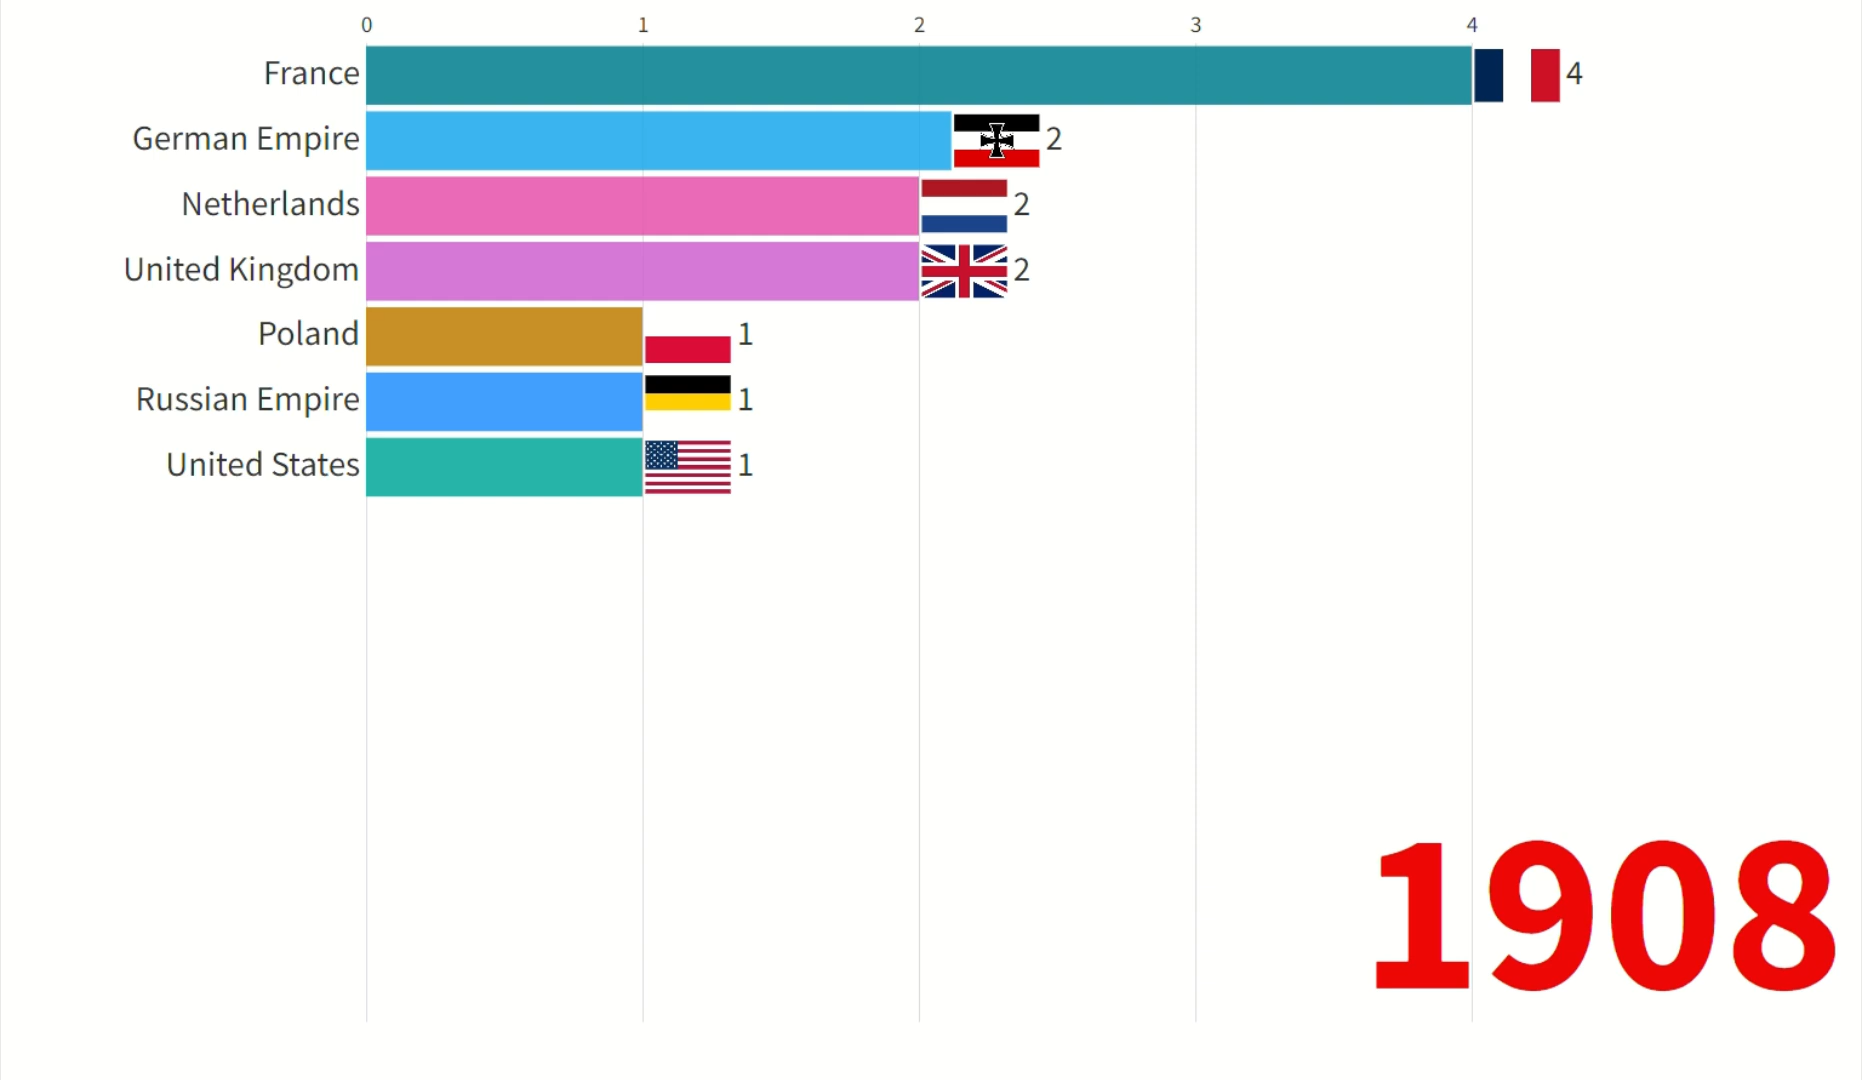 0 1 2 3 4
France 4
German Empire 2
Netherlands 2
United Kingdom 2
Poland 1
Russian Empire 1
United States 1
1908